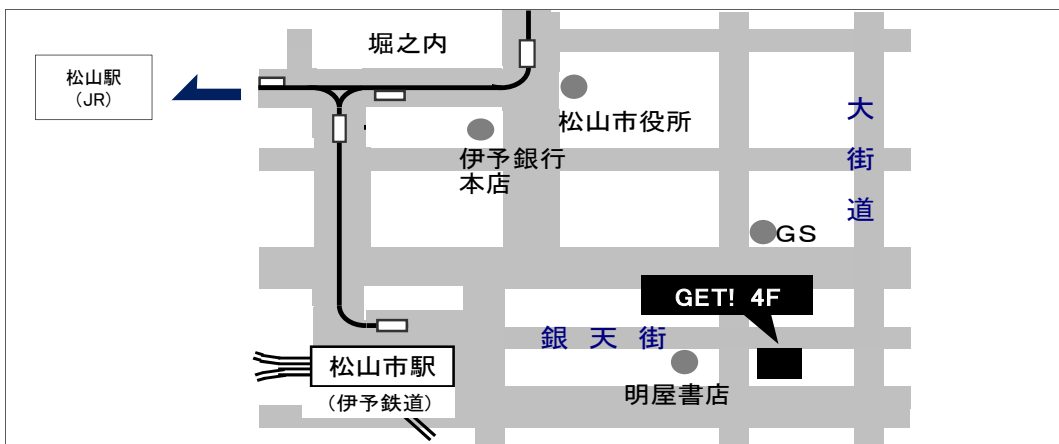 堀之内
松山駅
(JR)
松山市役所
大街道
伊予銀行
本店
GS
GET! 4F
銀天街
松山市駅
(伊予鉄道)
明屋書店